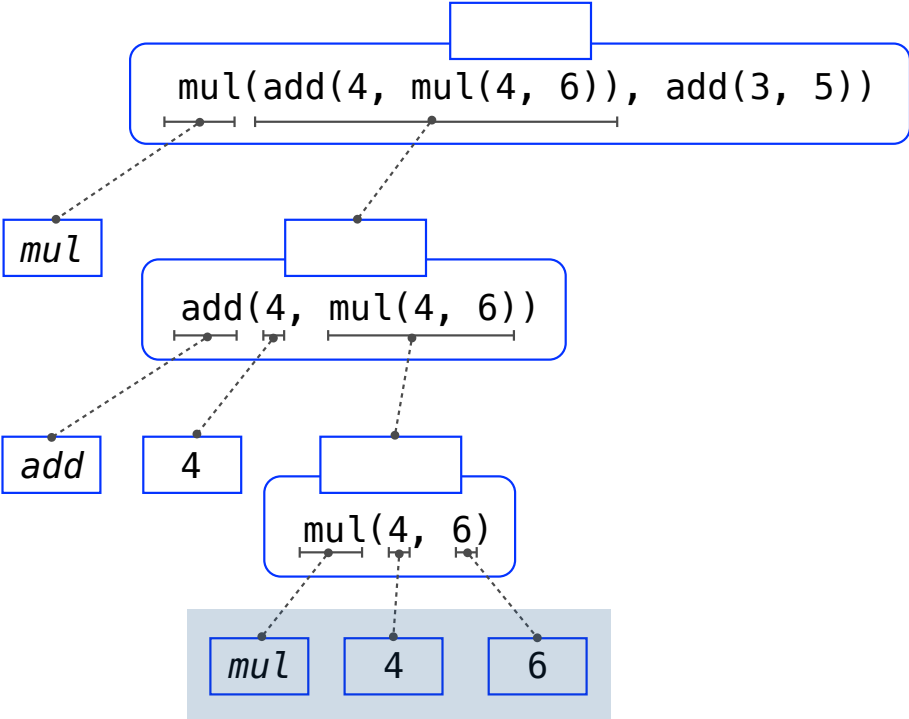 mul(add(4, mul(4, 6)), add(3, 5))
mul
add(4, mul(4, 6))
add
4
mul(4, 6)
mul
4
6